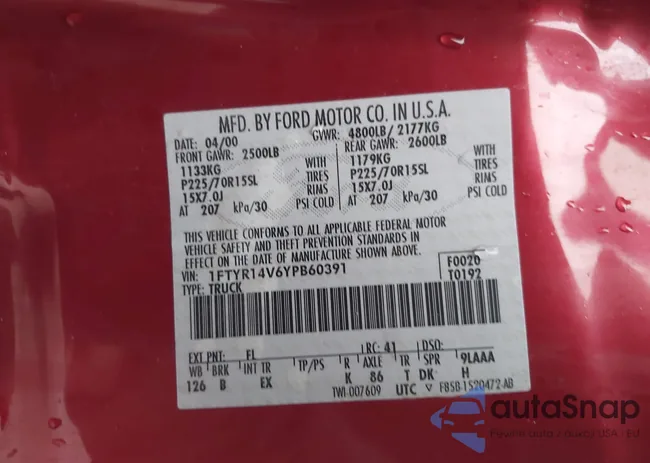 MFD. BY FORD MOTOR CO. IN U.S.A.
DATE: 04/00 GVWR: 4800LB/ 2177KG
FRONT GAWR: 2500LB REAR GAWR: 2600LB
1133KG WITH 1179KG WITH
P225/70R15SL TIRES P225/70R15SL TIRES
15X7.0J RIMS 15X7.0J RIMS
AT 207 kPa/30 PSI COLD AT 207 kPa/30 PSI COLD
THIS VEHICLE CONFORMS TO ALL APPLICABLE FEDERAL MOTOR
VEHICLE SAFETY AND THEFT PREVENTION STANDARDS IN
EFFECT ON THE DATE OF MANUFACTURE SHOWN ABOVE.
VIN: 1FTYR14V6YPB60391 F0020
TYPE: TRUCK T0192
EXT PNT: FL RC: 41 DSO:
WB BRK INT TR TP/PS R AXLE TR SPR 9LAAA
126 B EX K 86 T DK H
TWI-007609 UTC F85B-1520472-AB
autaSnap